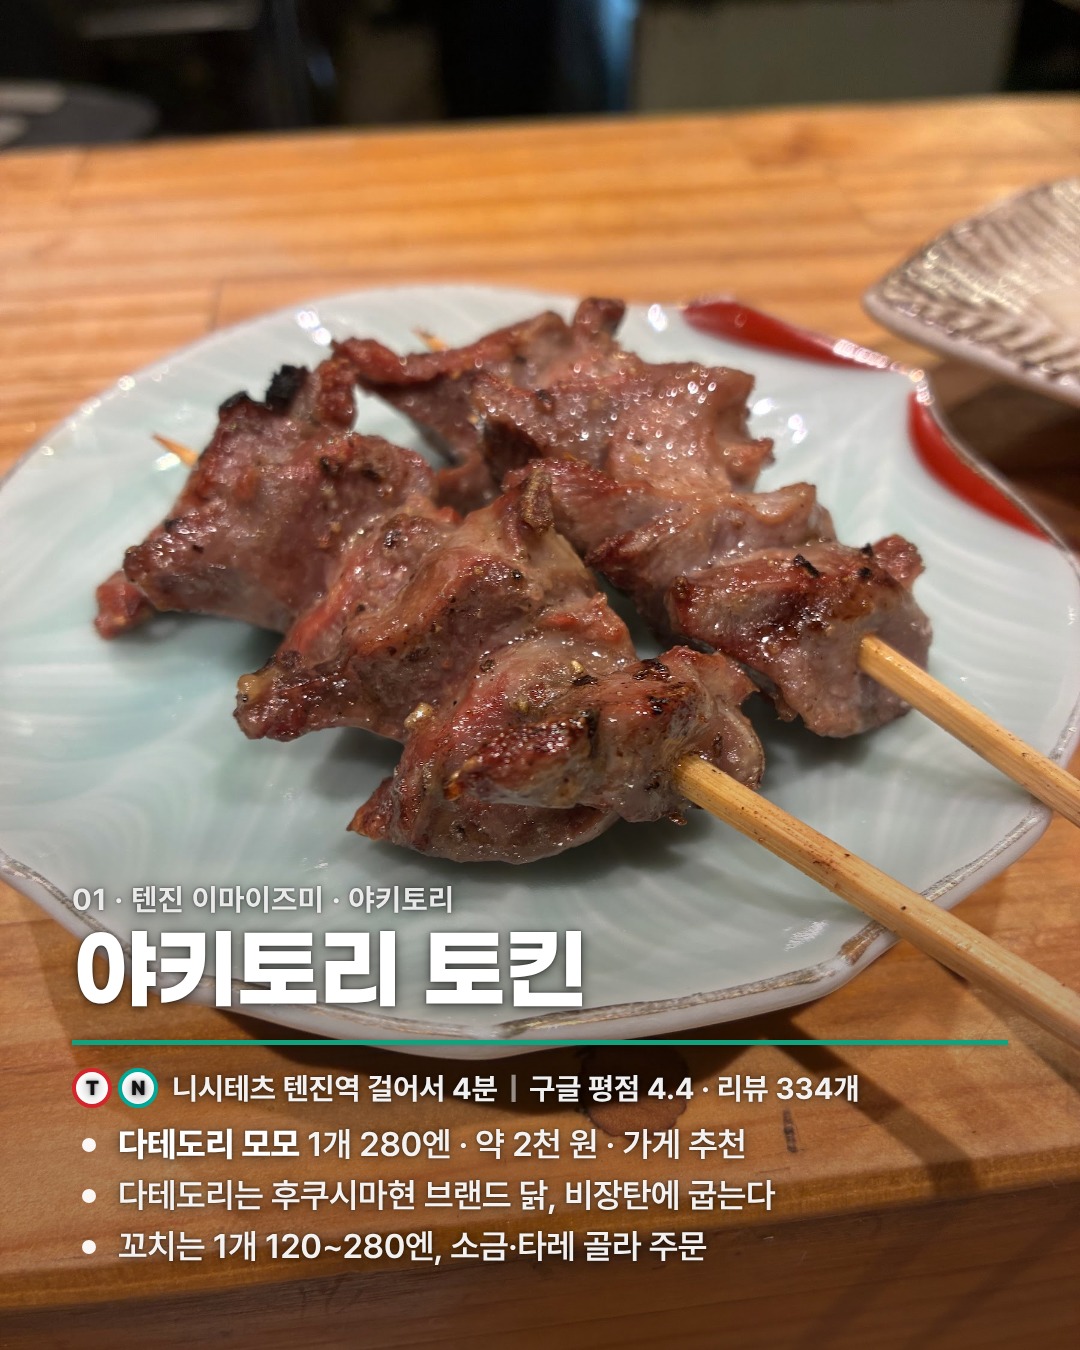 01 · 텐진 이마이즈미 · 야키토리
야키토리 토킨
T N 니시테츠 텐진역 걸어서 4분 | 구글 평점 4.4 · 리뷰 334개
• 다테도리 모모 1개 280엔 · 약 2천 원 · 가게 추천
• 다테도리는 후쿠시마현 브랜드 닭, 비장탄에 굽는다
• 꼬치는 1개 120~280엔, 소금·타레 골라 주문